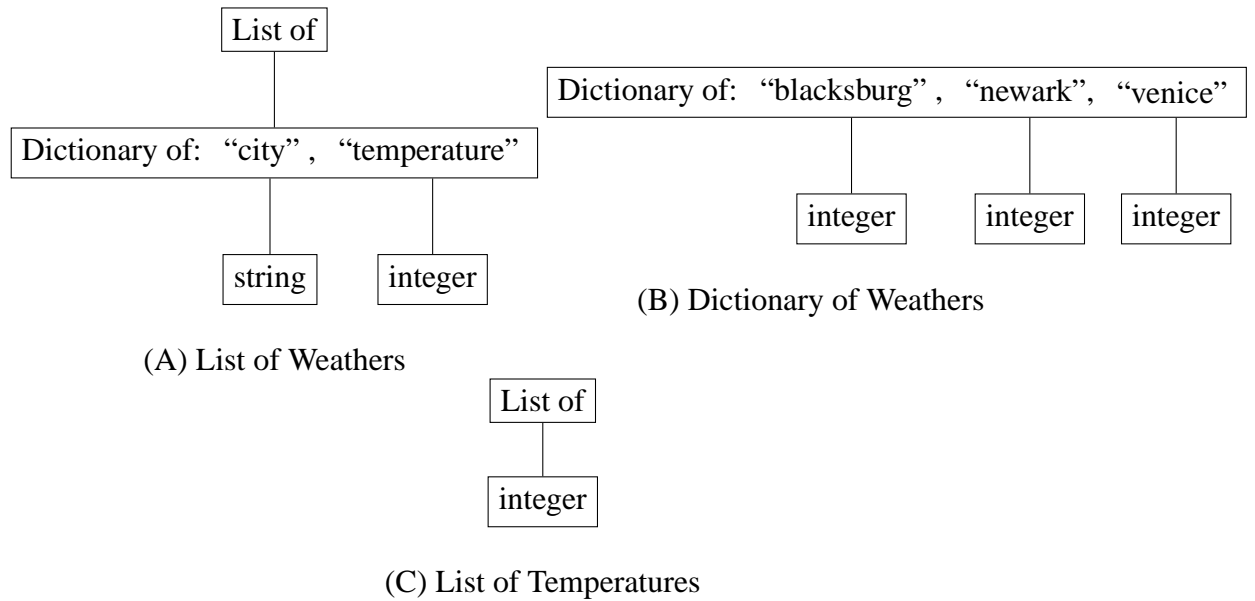 List of
Dictionary of: “city” , “temperature”
string
integer
(A) List of Weathers
Dictionary of: “blacksburg” , “newark”, “venice”
integer
integer
integer
(B) Dictionary of Weathers
List of
integer
(C) List of Temperatures